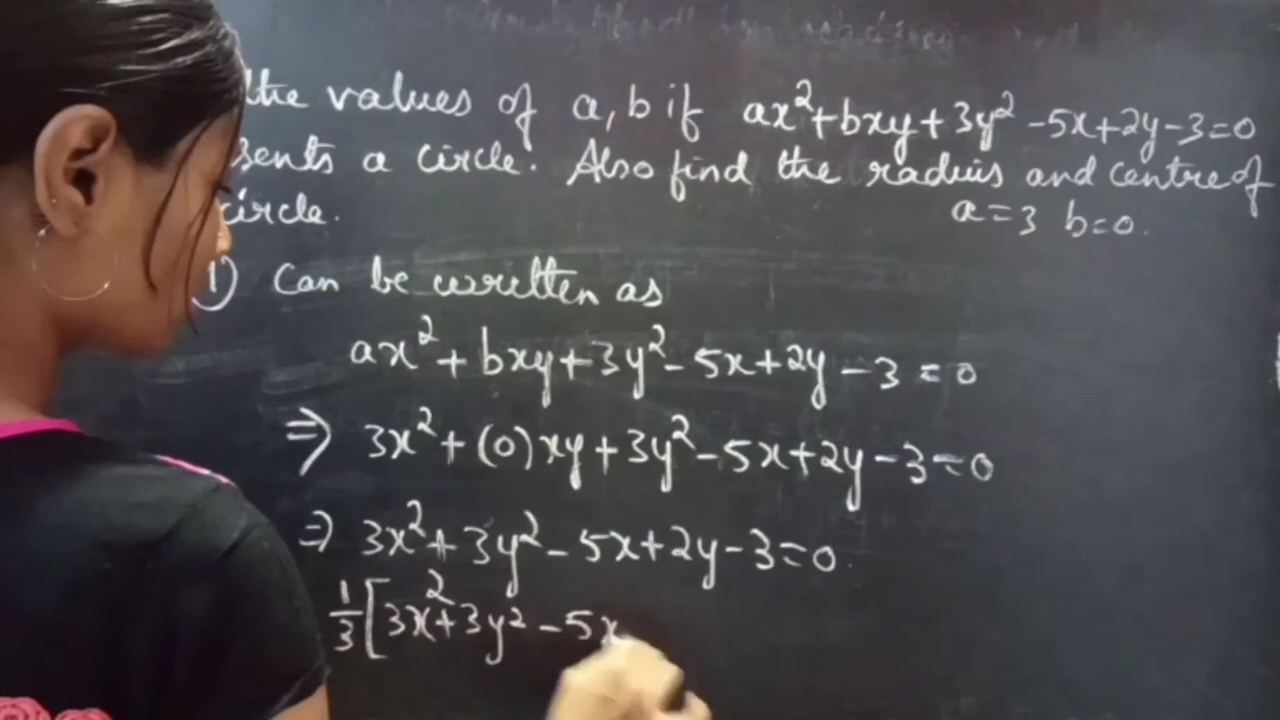 the values of a, b if ax²+bxy+3y²-5x+2y-3=0
sents a circle. Also find the radius and centre of
circle. a=3 b=0.
1) Can be written as
ax²+bxy+3y²-5x+2y-3=0
⇒ 3x²+(0)xy+3y²-5x+2y-3=0
⇒ 3x²+3y²-5x+2y-3=0.
1/3[3x²+3y²-5x